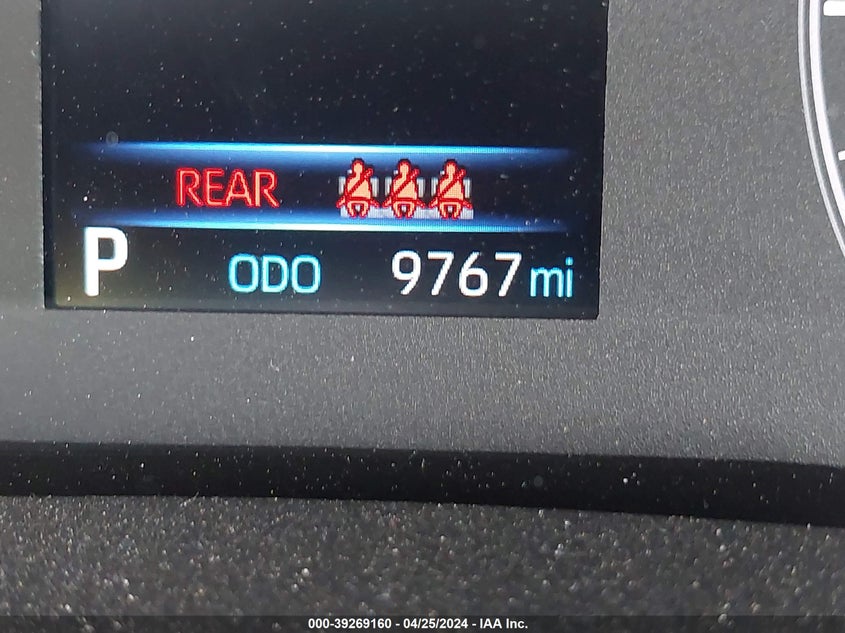 REAR
P ODO 9767 mi
000-39269160 - 04/25/2024 - IAA Inc.